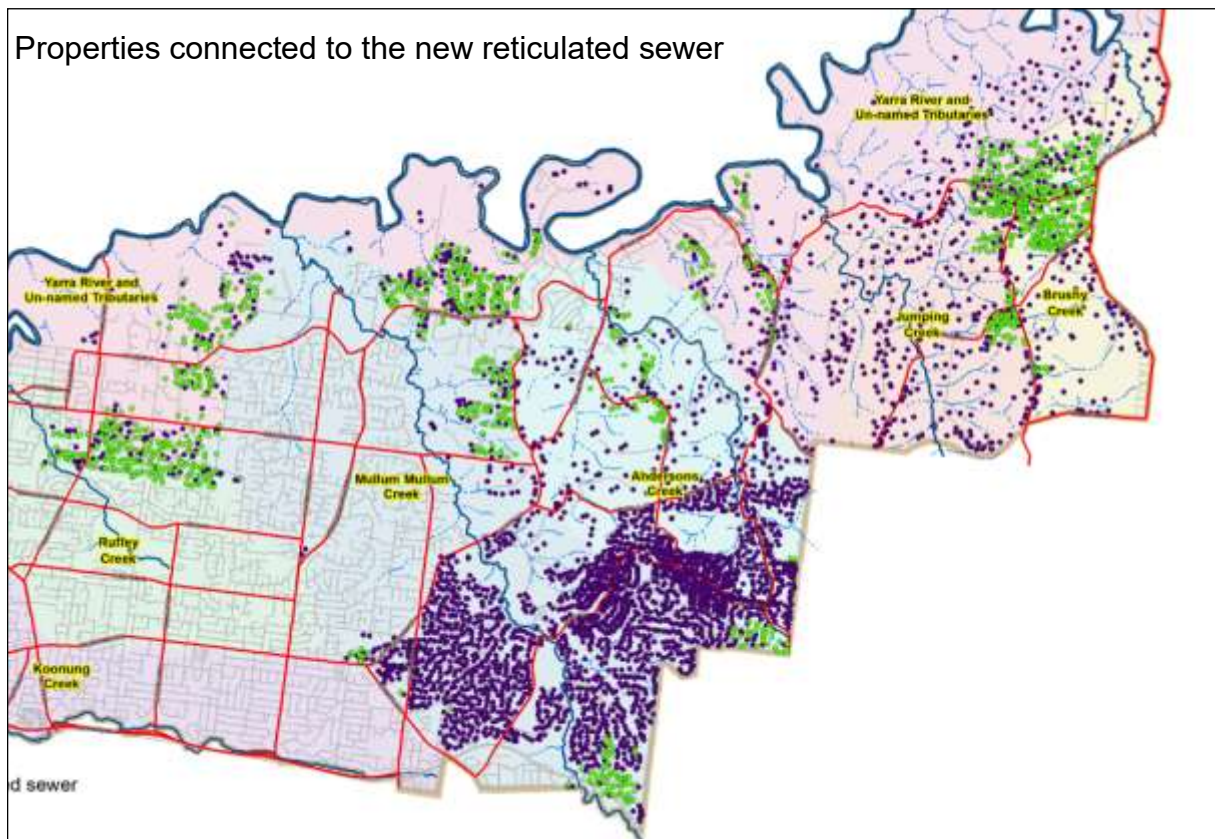 Properties connected to the new reticulated sewer
Yarra River and
Un-named Tributaries
Yarra River and
Un-named Tributaries
Brushy
Creek
Jumping
Creek
Mullum Mullum
Creek
Andersons
Creek
Ruffey
Creek
Koonung
Creek
ed sewer